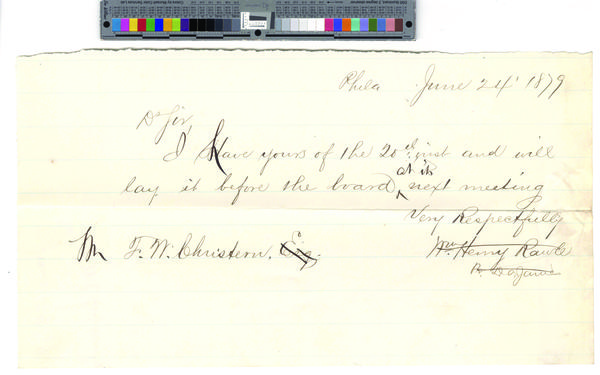 Phila June 24' 1879
Dr Sir,
I Have yours of the 20th inst and will
lay it before the board, at its next meeting
Very Respectfully
Mr F. W. Christern. Esq.
Wm. Henry Rawle